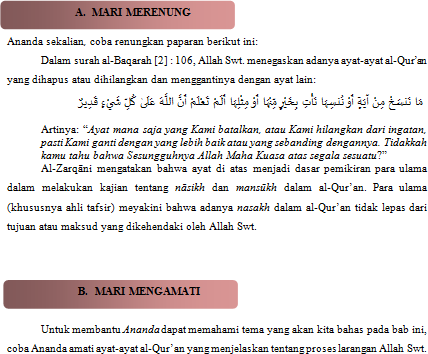 A. MARI MERENUNG
Ananda sekalian, coba renungkan paparan berikut ini:
Dalam surah al-Baqarah [2] : 106, Allah Swt. menegaskan adanya ayat-ayat al-Qur'an
yang dihapus atau dihilangkan dan menggantinya dengan ayat lain:
مَا نَنْسَخْ مِنْ آيَةٍ أَوْ نُنْسِهَا نَأْتِ بِخَيْرٍ مِّنْهَا أَوْ مِثْلِهَا أَلَمْ تَعْلَمْ أَنَّ اللَّهَ عَلَىٰ كُلِّ شَيْءٍ قَدِيرٌ
Artinya: “Ayat mana saja yang Kami batalkan, atau Kami hilangkan dari ingatan,
pasti Kami ganti dengan yang lebih baik atau yang sebanding dengannya. Tidakkah
kamu tahu bahwa Sesungguhnya Allah Maha Kuasa atas segala sesuatu?”
Al-Zarqāni mengatakan bahwa ayat di atas menjadi dasar pemikiran para ulama
dalam melakukan kajian tentang nāsikh dan mansūkh dalam al-Qur'an. Para ulama
(khususnya ahli tafsir) meyakini bahwa adanya nasakh dalam al-Qur'an tidak lepas dari
tujuan atau maksud yang dikehendaki oleh Allah Swt.
B. MARI MENGAMATI
Untuk membantu Ananda dapat memahami tema yang akan kita bahas pada bab ini,
coba Ananda amati ayat-ayat al-Qur'an yang menjelaskan tentang proses larangan Allah Swt.